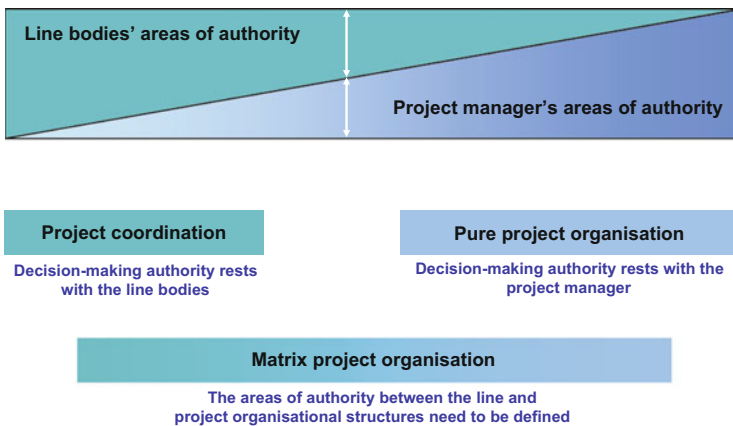 Line bodies’ areas of authority
Project manager’s areas of authority
Project coordination
Decision-making authority rests
with the line bodies
Pure project organisation
Decision-making authority rests with the
project manager
Matrix project organisation
The areas of authority between the line and
project organisational structures need to be defined